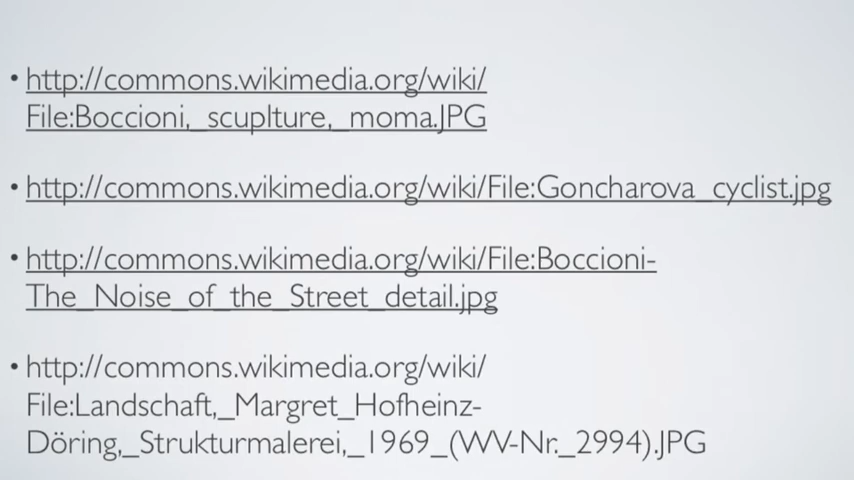 • http://commons.wikimedia.org/wiki/
File:Boccioni,_scuplture,_moma.JPG
• http://commons.wikimedia.org/wiki/File:Goncharova_cyclist.jpg
• http://commons.wikimedia.org/wiki/File:Boccioni-
The_Noise_of_the_Street_detail.jpg
• http://commons.wikimedia.org/wiki/
File:Landschaft,_Margret_Hofheinz-
Döring,_Strukturmalerei,_1969_(WV-Nr._2994).JPG